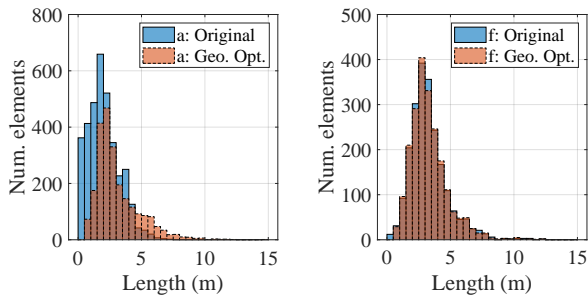 800
600
400
200
0
Num. elements
a: Original
a: Geo. Opt.
0 5 10 15
Length (m)
500
400
300
200
100
0
Num. elements
f: Original
f: Geo. Opt.
0 5 10 15
Length (m)